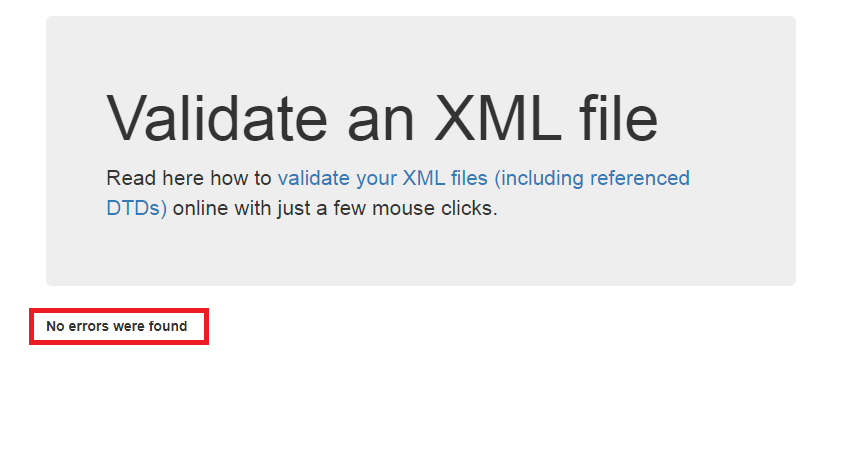 Validate an XML file
Read here how to validate your XML files (including referenced
DTDs) online with just a few mouse clicks.
No errors were found